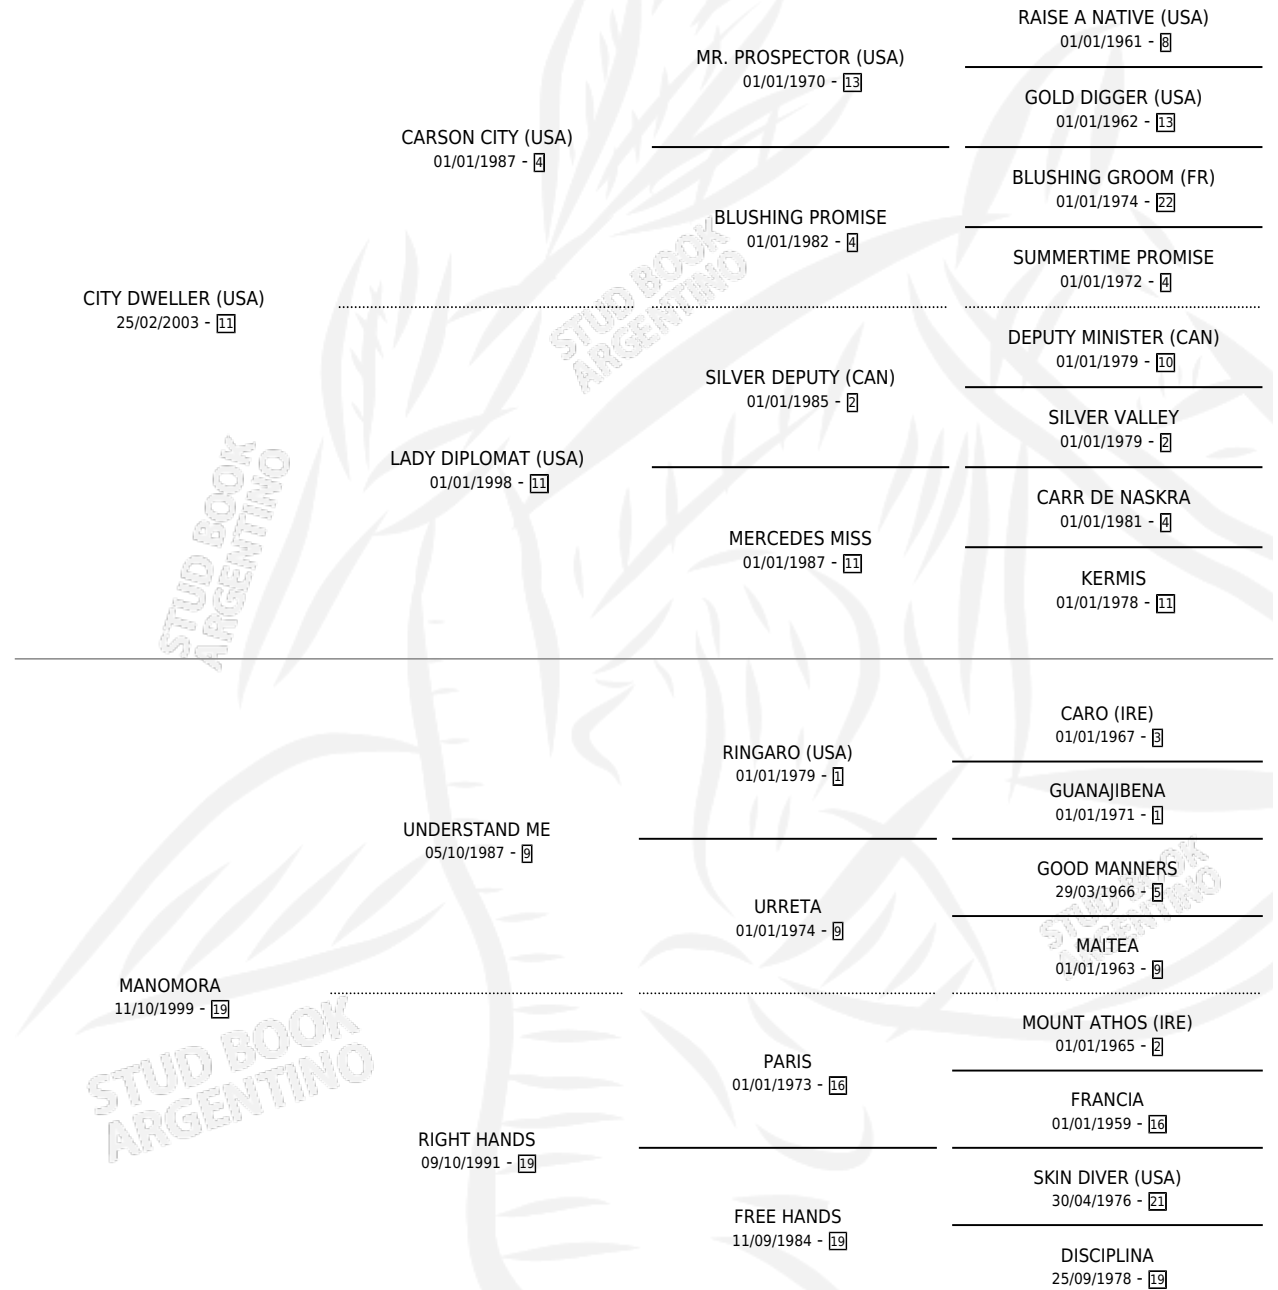 RAISE A NATIVE (USA)
01/01/1961 - 8
MR. PROSPECTOR (USA)
01/01/1970 - 13
GOLD DIGGER (USA)
01/01/1962 - 13
CARSON CITY (USA)
01/01/1987 - 4
BLUSHING GROOM (FR)
01/01/1974 - 22
BLUSHING PROMISE
01/01/1982 - 4
SUMMERTIME PROMISE
01/01/1972 - 4
CITY DWELLER (USA)
25/02/2003 - 11
STUD BOOK
ARGENTINO
DEPUTY MINISTER (CAN)
01/01/1979 - 10
SILVER DEPUTY (CAN)
01/01/1985 - 2
SILVER VALLEY
01/01/1979 - 2
LADY DIPLOMAT (USA)
01/01/1998 - 11
CARR DE NASKRA
01/01/1981 - 4
MERCEDES MISS
01/01/1987 - 11
KERMIS
01/01/1978 - 11
STUD BOOK
ARGENTINO
CARO (IRE)
01/01/1967 - 3
RINGARO (USA)
01/01/1979 - 1
GUANAJIBENA
01/01/1971 - 1
UNDERSTAND ME
05/10/1987 - 9
GOOD MANNERS
29/03/1966 - 5
URRETA
01/01/1974 - 9
MAITEA
01/01/1963 - 9
STUD BOOK
ARGENTINO
MANOMORA
11/10/1999 - 19
MOUNT ATHOS (IRE)
01/01/1965 - 2
PARIS
01/01/1973 - 16
FRANCIA
01/01/1959 - 16
STUD BOOK
ARGENTINO
RIGHT HANDS
09/10/1991 - 19
SKIN DIVER (USA)
30/04/1976 - 21
FREE HANDS
11/09/1984 - 19
DISCIPLINA
25/09/1978 - 19